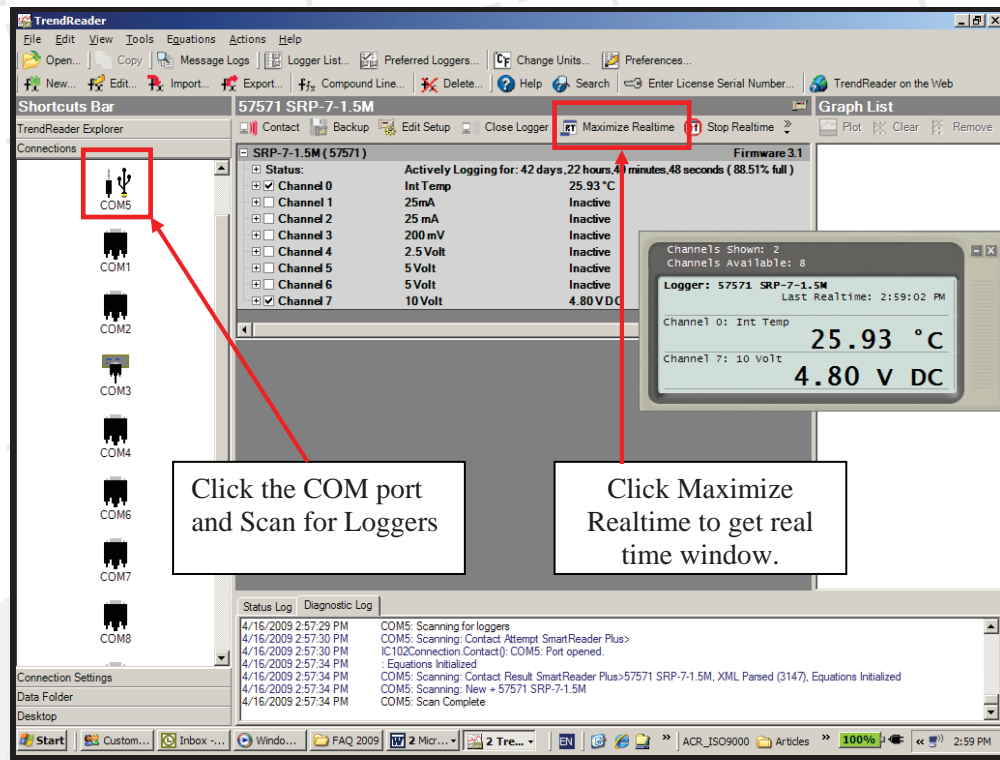 TrendReader
File Edit View Tools Equations Actions Help
Open... Copy Message Logs Logger List... Preferred Loggers... CF Change Units... Preferences...
New... Edit... Import... Export... Compound Line... Delete... Help Search Enter License Serial Number... TrendReader on the Web
Shortcuts Bar
57571 SRP-7-1.5M
Graph List
TrendReader Explorer
Contact Backup Edit Setup Close Logger RT Maximize Realtime Stop Realtime
Plot Clear Remove
Connections
SRP-7-1.5M ( 57571 ) Firmware 3.1
Status: Actively Logging for: 42 days, 22 hours, minutes, 48 seconds ( 88.51% full )
Channel 0 Int Temp 25.93 °C
Channel 1 25mA Inactive
Channel 2 25 mA Inactive
Channel 3 200 mV Inactive
Channel 4 2.5 Volt Inactive
Channel 5 5 Volt Inactive
Channel 6 5 Volt Inactive
Channel 7 10 Volt 4.80 V DC
COM5
COM1
COM2
COM3
COM4
COM6
COM7
COM8
Channels Shown: 2
Channels Available: 8
Logger: 57571 SRP-7-1.5M
Last Realtime: 2:59:02 PM
Channel 0: Int Temp
25.93 °C
Channel 7: 10 Volt
4.80 V DC
Click the COM port
and Scan for Loggers
Click Maximize
Realtime to get real
time window.
Status Log Diagnostic Log
4/16/2009 2:57:29 PM COM5: Scanning for loggers
4/16/2009 2:57:30 PM COM5: Scanning: Contact Attempt SmartReader Plus>
4/16/2009 2:57:30 PM IC102Connection.Contact(): COM5: Port opened.
4/16/2009 2:57:34 PM : Equations Initialized
4/16/2009 2:57:34 PM COM5: Scanning: Contact Result SmartReader Plus>57571 SRP-7-1.5M, XML Parsed (3147), Equations Initialized
4/16/2009 2:57:34 PM COM5: Scanning: New + 57571 SRP-7-1.5M
4/16/2009 2:57:34 PM COM5: Scan Complete
Connection Settings
Data Folder
Desktop
Start Custom... Inbox -... Windo... FAQ 2009 2 Micr... 2 Tre... EN » ACR_ISO9000 Articles » 100% « 2:59 PM